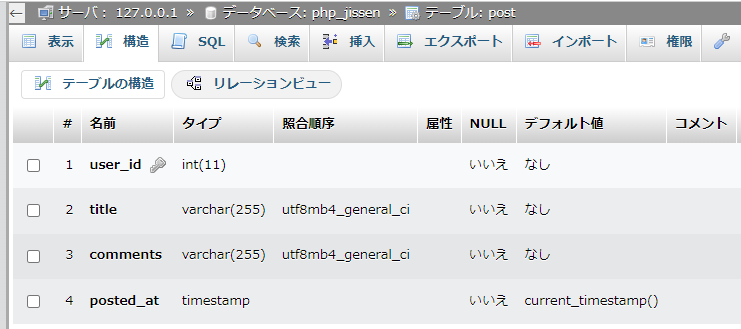 サーバ: 127.0.0.1 » データベース: php_jissen » テーブル: post
表示 構造 SQL 検索 挿入 エクスポート インポート 権限
テーブルの構造 リレーションビュー
# 名前 タイプ 照合順序 属性 NULL デフォルト値 コメント
1 user_id int(11) いいえ なし
2 title varchar(255) utf8mb4_general_ci いいえ なし
3 comments varchar(255) utf8mb4_general_ci いいえ なし
4 posted_at timestamp いいえ current_timestamp()